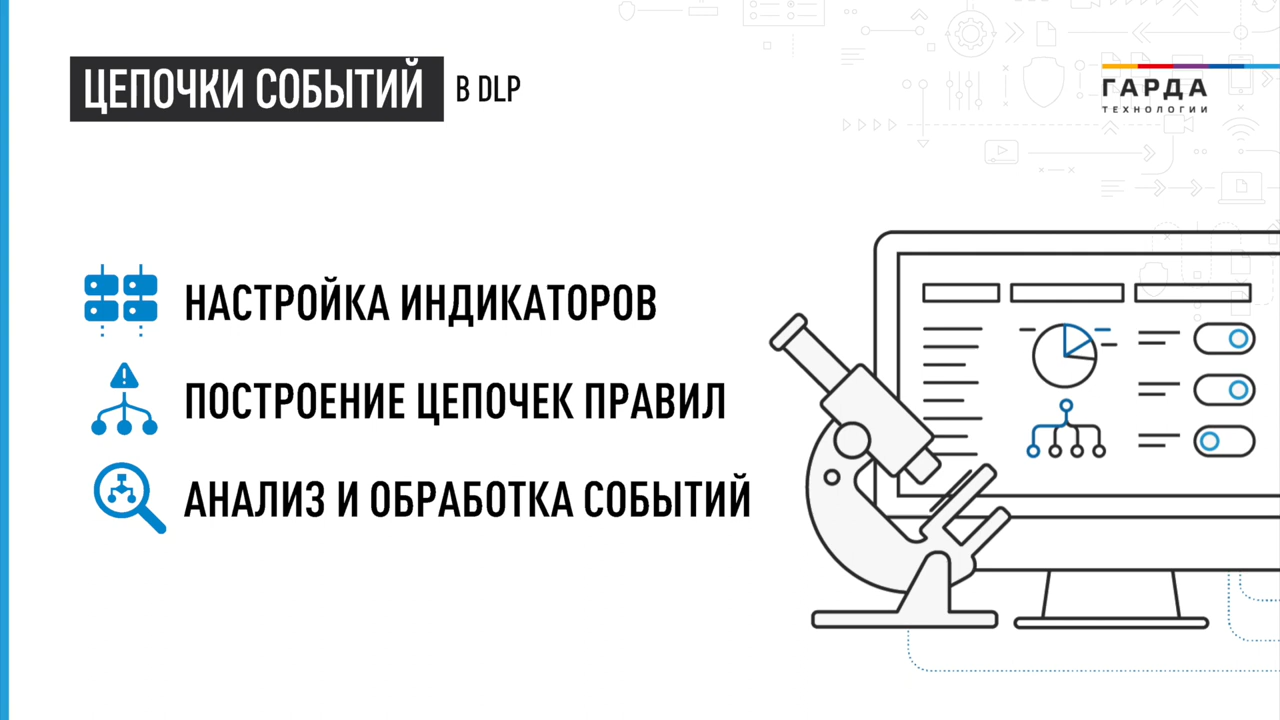 ЦЕПОЧКИ СОБЫТИЙ В DLP
ГАРДА
ТЕХНОЛОГИИ
НАСТРОЙКА ИНДИКАТОРОВ
ПОСТРОЕНИЕ ЦЕПОЧЕК ПРАВИЛ
АНАЛИЗ И ОБРАБОТКА СОБЫТИЙ